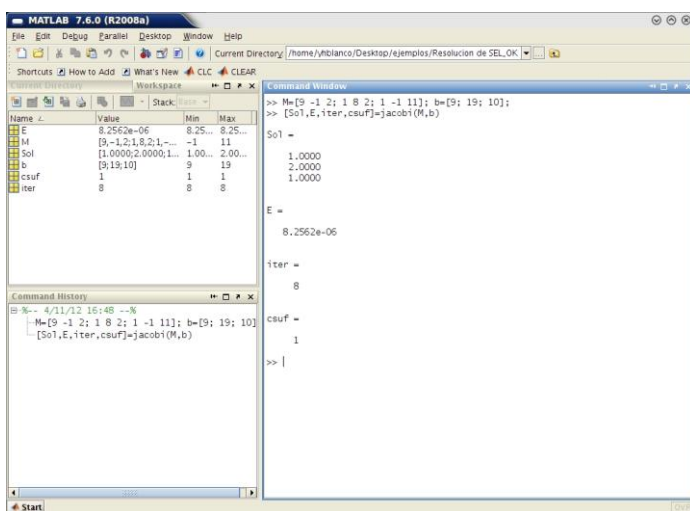 MATLAB 7.6.0 (R2008a)
File Edit Debug Parallel Desktop Window Help
Current Directory: /home/yhblanco/Desktop/ejemplos/Resolucion de SEL_OK
Shortcuts How to Add What's New CLC CLEAR
Current Directory Workspace
Stack: Base
Name Value Min Max
E 8.2562e-06 8.25... 8.25...
M [9,-1,2;1,8,2;1,-... -1 11
Sol [1.0000;2.0000;1... 1.00... 2.00...
b [9;19;10] 9 19
csuf 1 1 1
iter 8 8 8
Command History
%-- 4/11/12 16:48 --%
M=[9 -1 2; 1 8 2; 1 -1 11]; b=[9; 19; 10]
[Sol,E,iter,csuf]=jacobi(M,b)
Command Window
>> M=[9 -1 2; 1 8 2; 1 -1 11]; b=[9; 19; 10];
>> [Sol,E,iter,csuf]=jacobi(M,b)
Sol =
1.0000
2.0000
1.0000
E =
8.2562e-06
iter =
8
csuf =
1
>>
Start
OVR